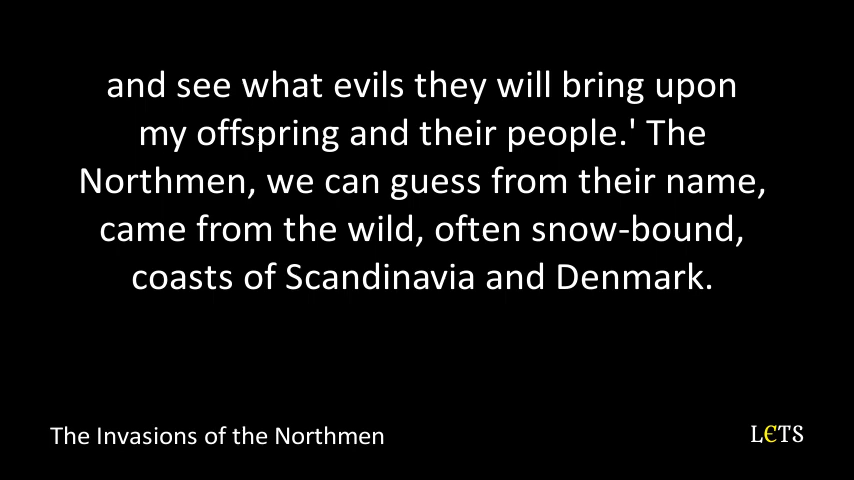 and see what evils they will bring upon
my offspring and their people.' The
Northmen, we can guess from their name,
came from the wild, often snow-bound,
coasts of Scandinavia and Denmark.
The Invasions of the Northmen
LЄTS